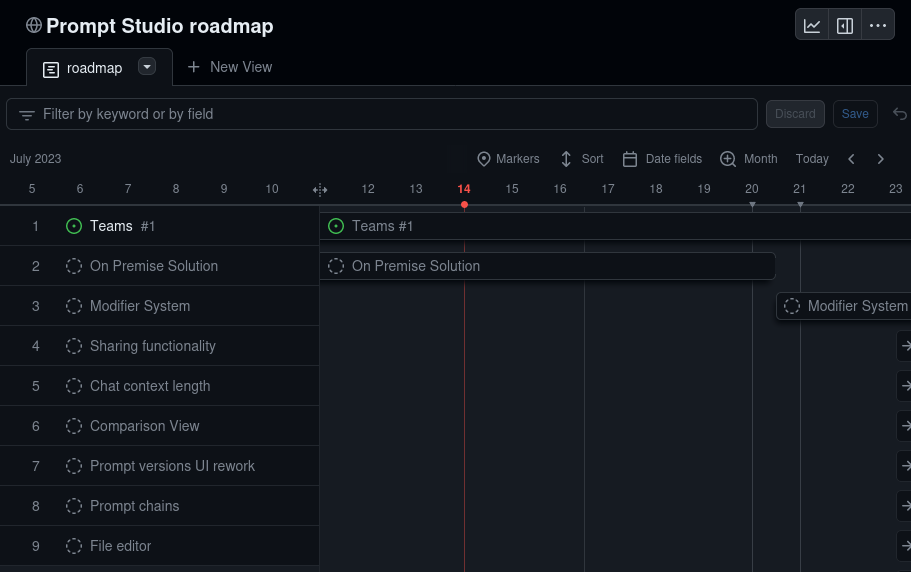 Prompt Studio roadmap
roadmap
New View
Filter by keyword or by field
Discard
Save
July 2023
Markers
Sort
Date fields
Month
Today
5 6 7 8 9 10 12 13 14 15 16 17 18 19 20 21 22 23
1 Teams #1
Teams #1
2 On Premise Solution
On Premise Solution
3 Modifier System
Modifier System
4 Sharing functionality
5 Chat context length
6 Comparison View
7 Prompt versions UI rework
8 Prompt chains
9 File editor